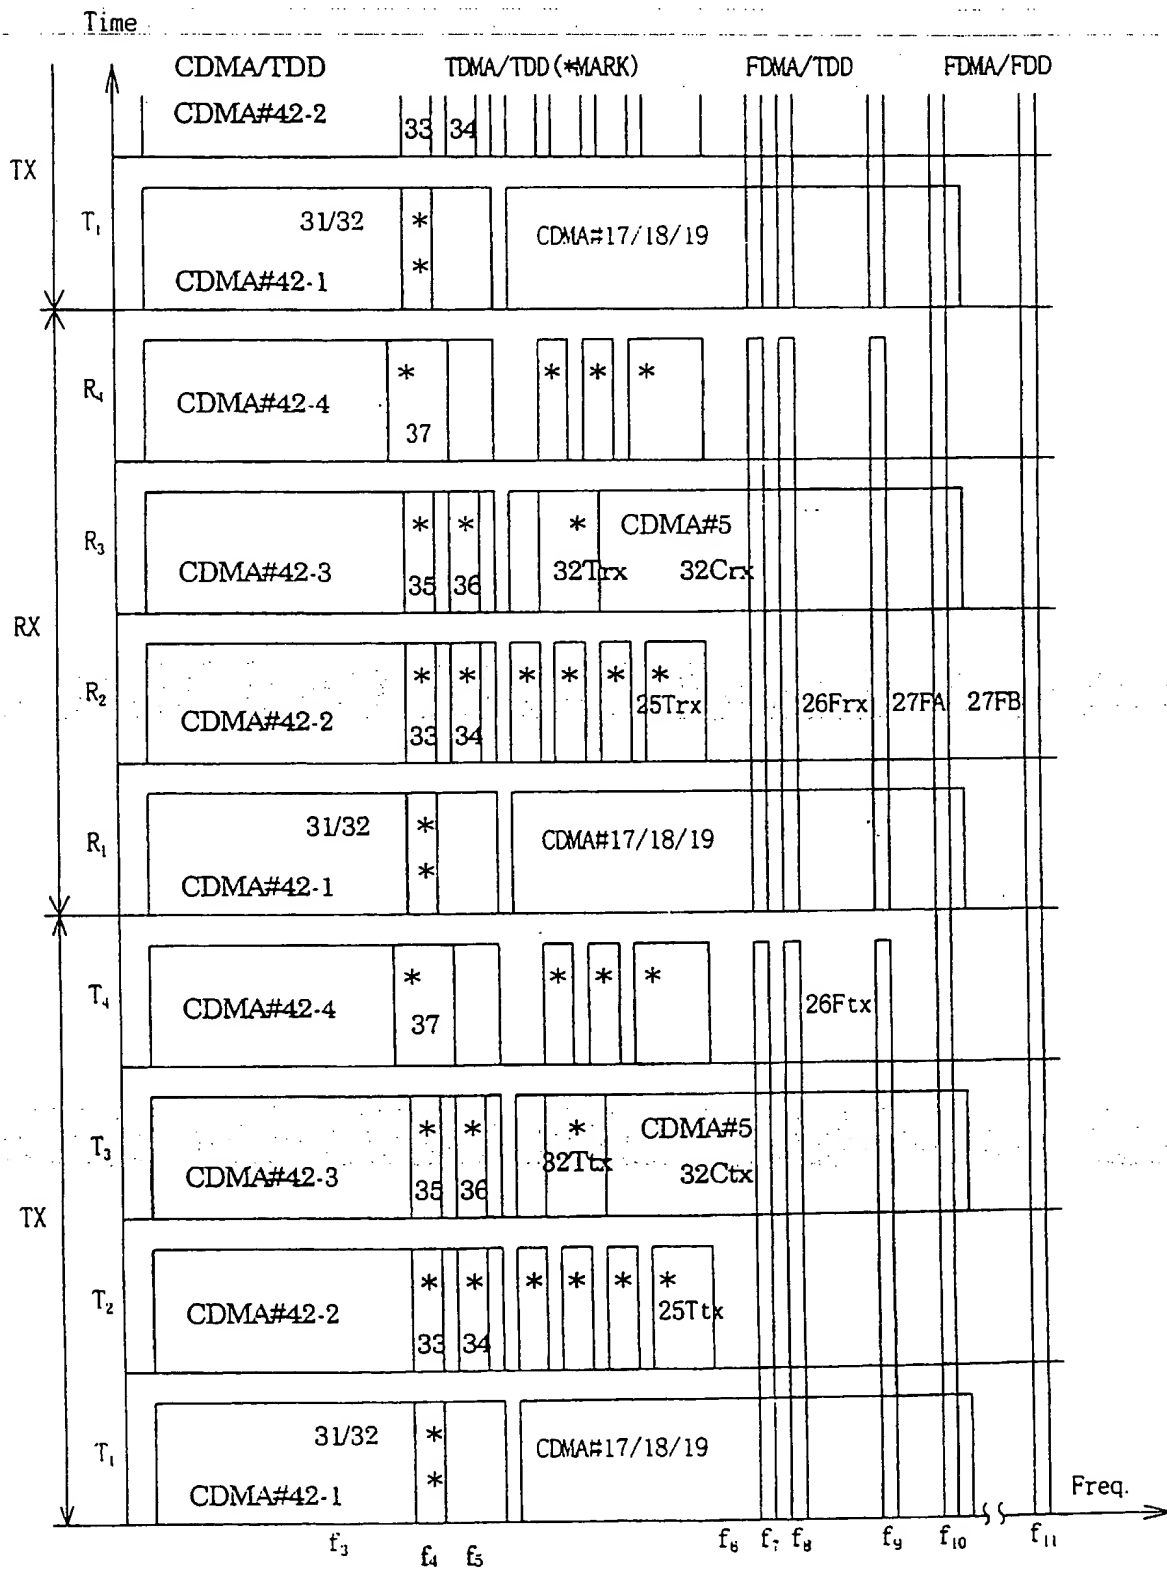 Time
CDMA/TDD TDMA/TDD(*MARK) FDMA/TDD FDMA/FDD
CDMA#42-2 33 34
TX
T₁ 31/32 * CDMA#17/18/19
*
CDMA#42-1
R₄ * * * *
CDMA#42-4
37
R₃ * * * CDMA#5
CDMA#42-3 35 36 32Trx 32Crx
RX
R₂ * * * * * *
CDMA#42-2 33 34 25Trx 26Frx 27FA 27FB
R₁ 31/32 * CDMA#17/18/19
*
CDMA#42-1
T₄ * * * *
CDMA#42-4 37 26Ftx
T₃ * * * CDMA#5
CDMA#42-3 35 36 32Ttx 32Ctx
TX
T₂ * * * * * *
CDMA#42-2 33 34 25Ttx
T₁ 31/32 * CDMA#17/18/19
*
CDMA#42-1
Freq.
f₃ f₄ f₅ f₆ f₇ f₈ f₉ f₁₀ f₁₁